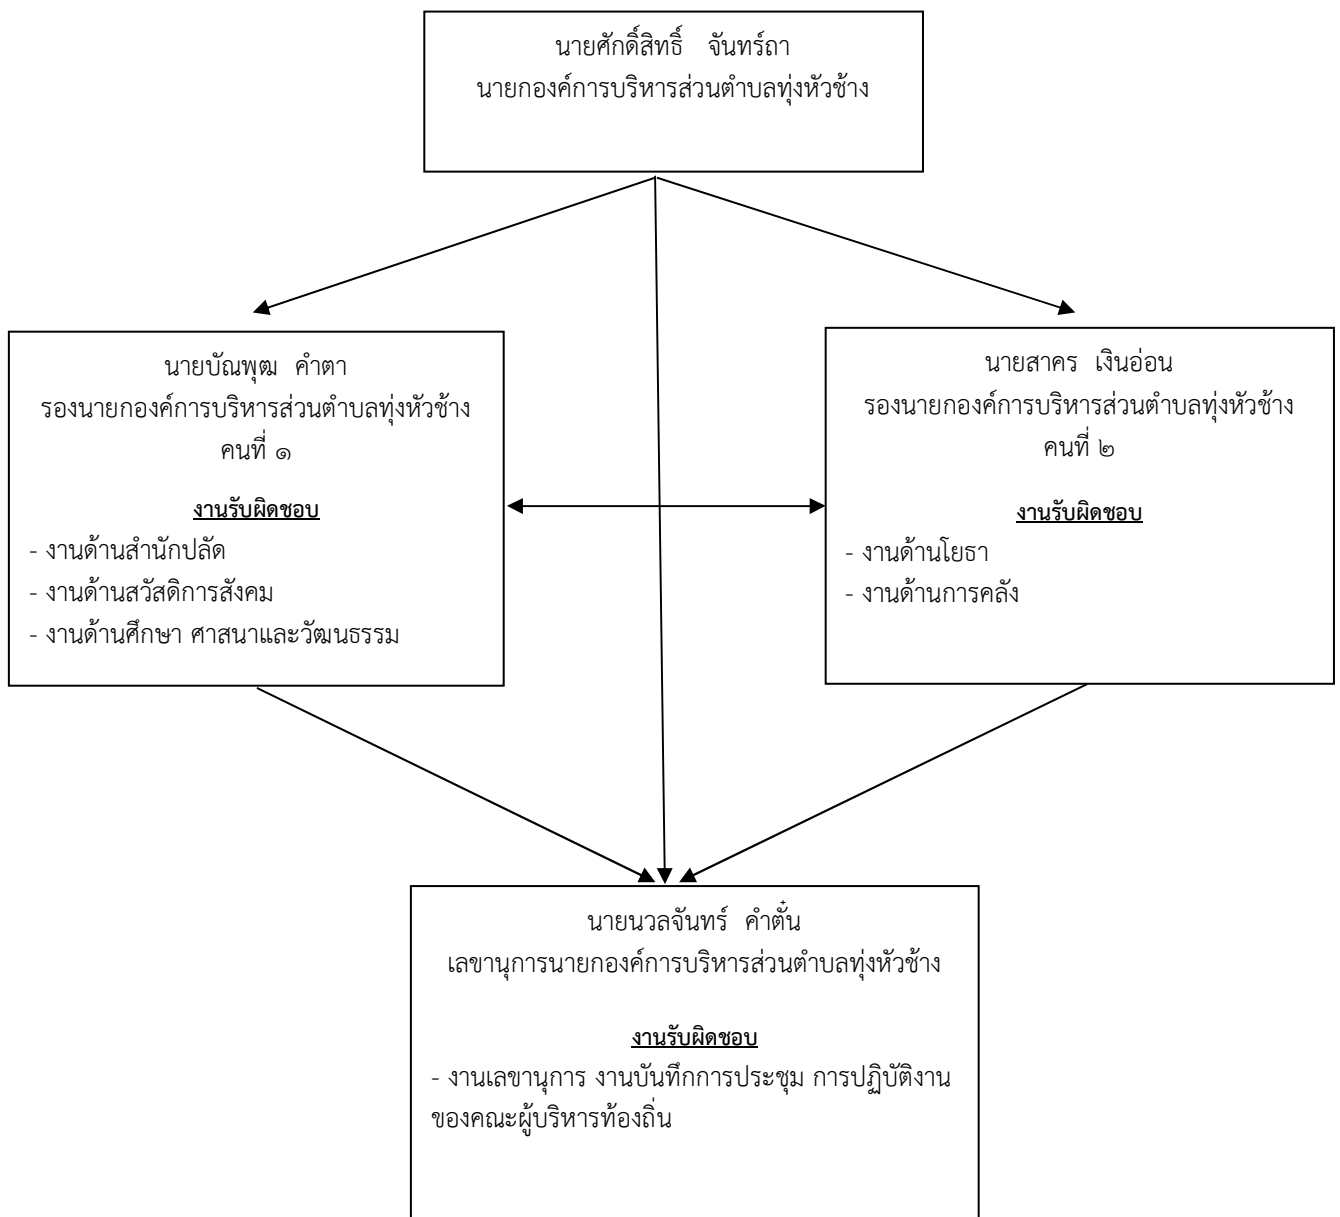 นายศักดิ์สิทธิ์ จันทร์ถา
นายกองค์การบริหารส่วนตำบลทุ่งหัวช้าง
นายบัณพุฒ คำตา
รองนายกองค์การบริหารส่วนตำบลทุ่งหัวช้าง
คนที่ ๑
งานรับผิดชอบ
- งานด้านสำนักปลัด
- งานด้านสวัสดิการสังคม
- งานด้านศึกษา ศาสนาและวัฒนธรรม
นายสาคร เงินอ่อน
รองนายกองค์การบริหารส่วนตำบลทุ่งหัวช้าง
คนที่ ๒
งานรับผิดชอบ
- งานด้านโยธา
- งานด้านการคลัง
นายนวลจันทร์ คำตั๋น
เลขานุการนายกองค์การบริหารส่วนตำบลทุ่งหัวช้าง
งานรับผิดชอบ
- งานเลขานุการ งานบันทึกการประชุม การปฏิบัติงาน
ของคณะผู้บริหารท้องถิ่น